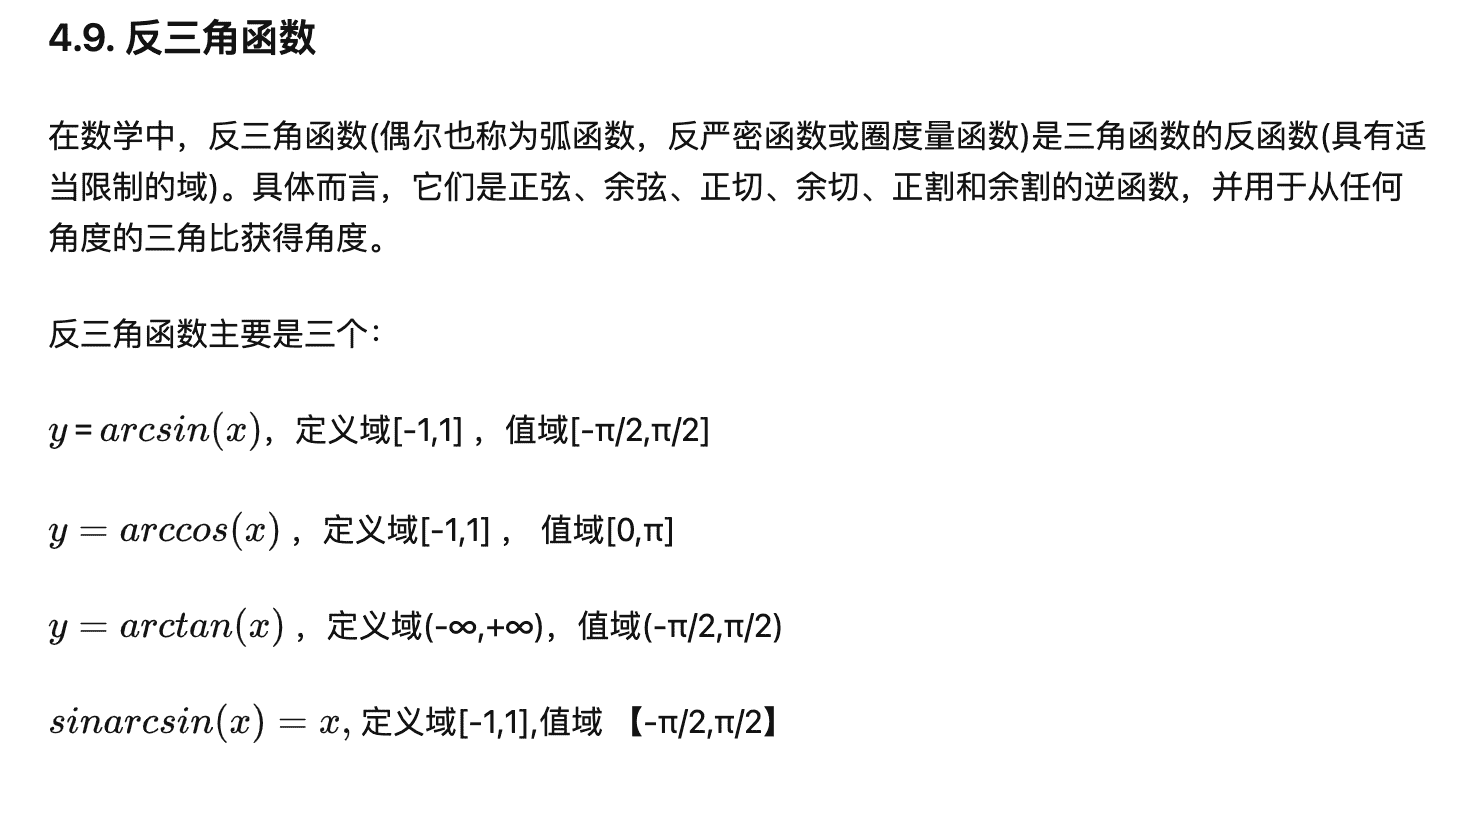 4.9. 反三角函数
在数学中，反三角函数(偶尔也称为弧函数，反严密函数或圈度量函数)是三角函数的反函数(具有适
当限制的域)。具体而言，它们是正弦、余弦、正切、余切、正割和余割的逆函数，并用于从任何
角度的三角比获得角度。
反三角函数主要是三个：
y = arcsin(x)，定义域[-1,1] ，值域[-π/2,π/2]
y = arccos(x) ，定义域[-1,1] ， 值域[0,π]
y = arctan(x) ，定义域(-∞,+∞)，值域(-π/2,π/2)
sinarcsin(x) = x, 定义域[-1,1],值域 【-π/2,π/2】